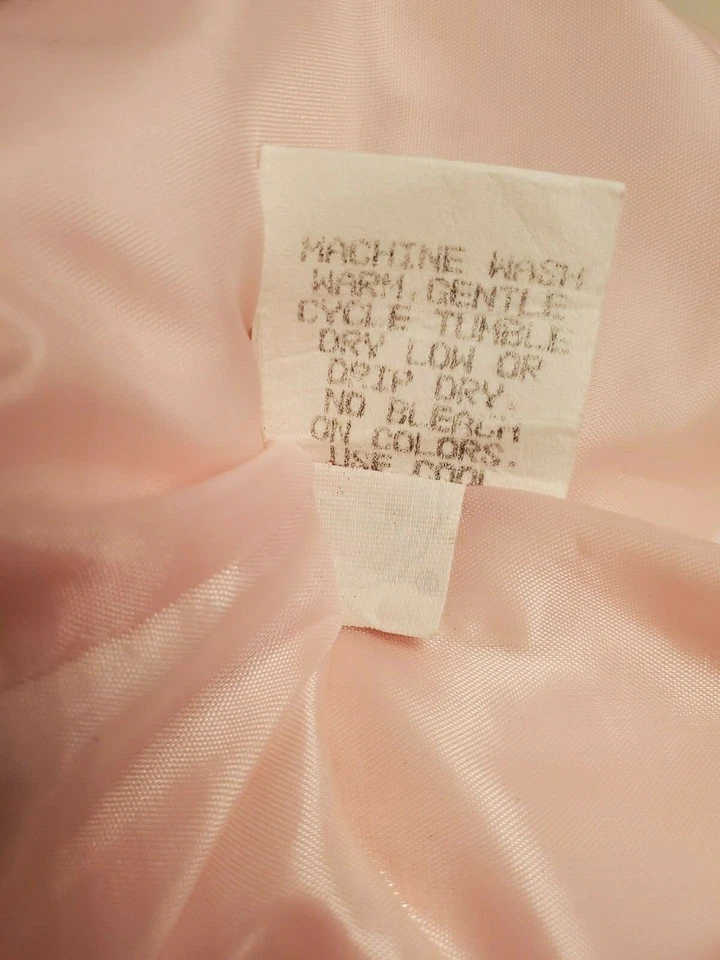 MACHINE WASH
WARM, GENTLE
CYCLE TUMBLE
DRY LOW OR
DRIP DRY.
NO BLEACH
ON COLORS.
USE COOL